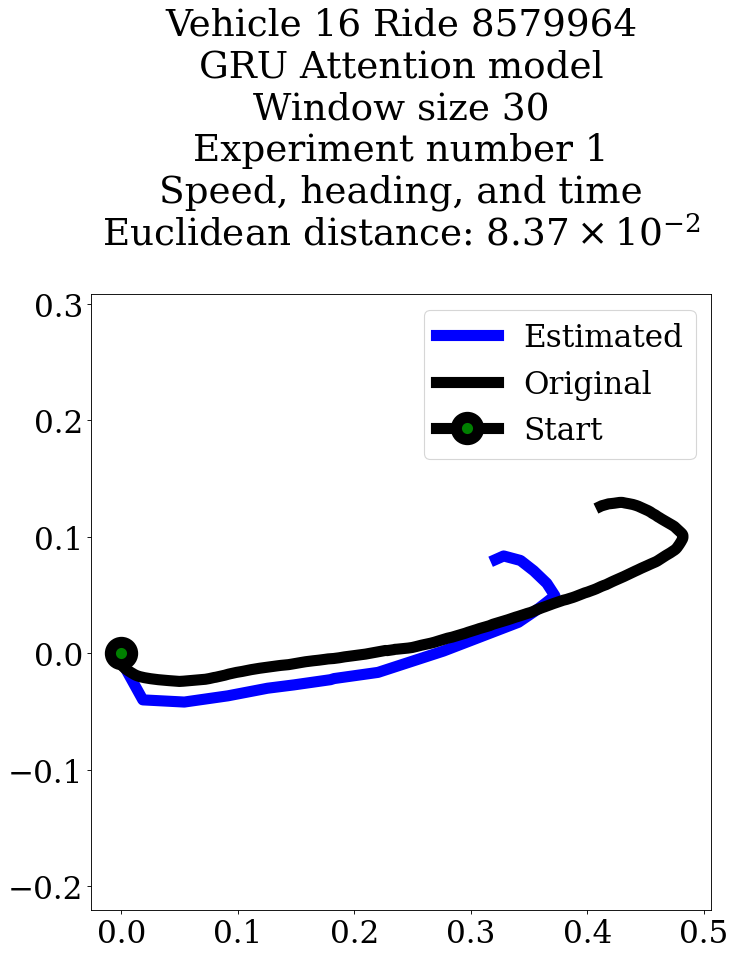 Vehicle 16 Ride 8579964
GRU Attention model
Window size 30
Experiment number 1
Speed, heading, and time
Euclidean distance: 8.37 × 10⁻²
0.3
Estimated
Original
Start
0.2
0.1
0.0
−0.1
−0.2
0.0 0.1 0.2 0.3 0.4 0.5